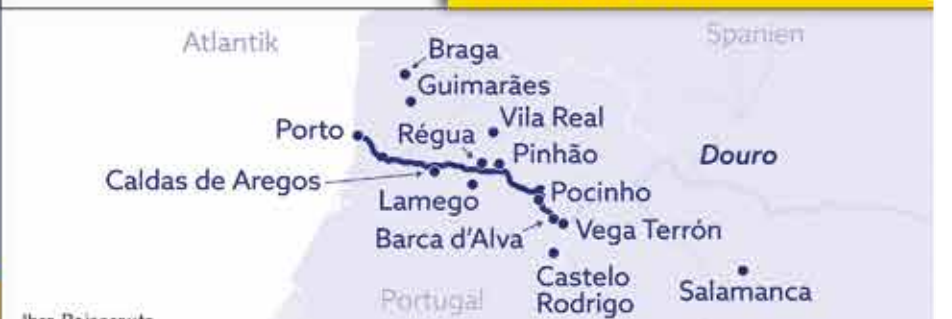 Atlantik
Spanien
Braga
Guimarães
Vila Real
Porto
Régua
Pinhão
Douro
Caldas de Aregos
Pocinho
Lamego
Barca d'Alva
Vega Terrón
Castelo
Rodrigo
Salamanca
Portugal